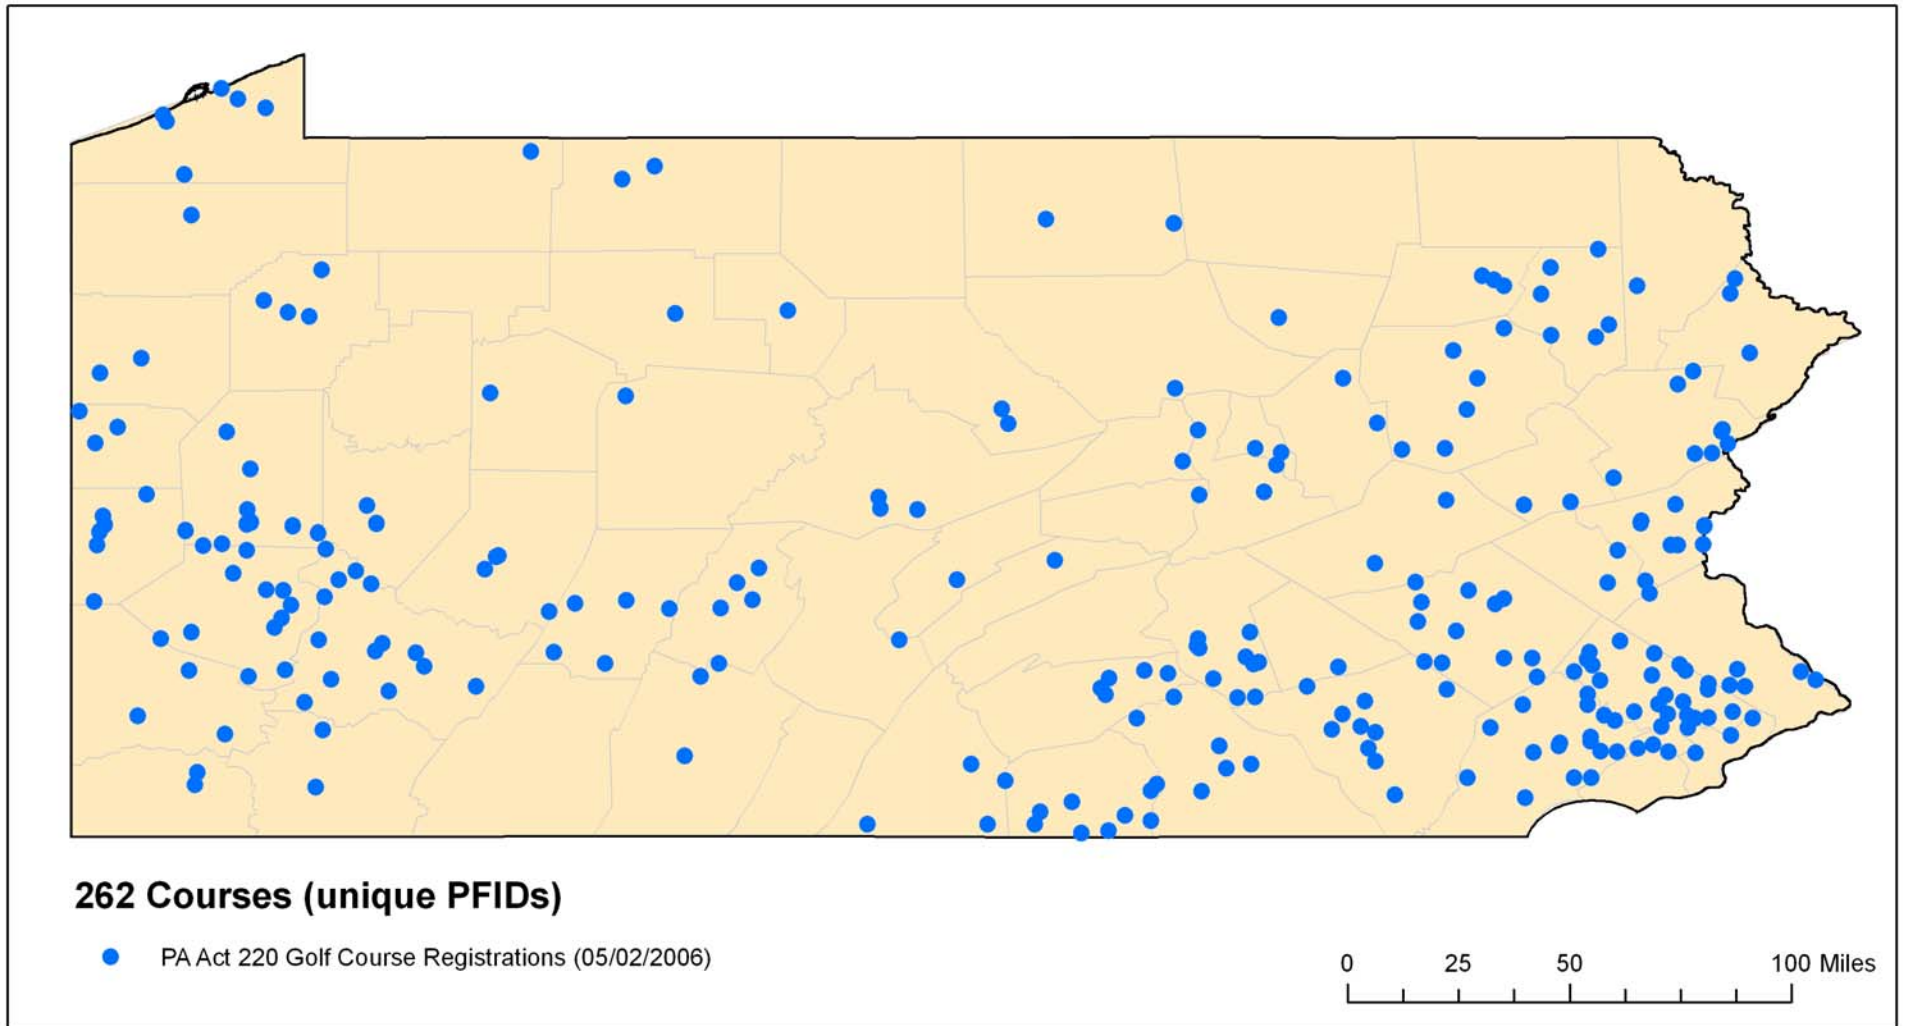 262 Courses (unique PFIDs)
PA Act 220 Golf Course Registrations (05/02/2006)
0 25 50 100 Miles